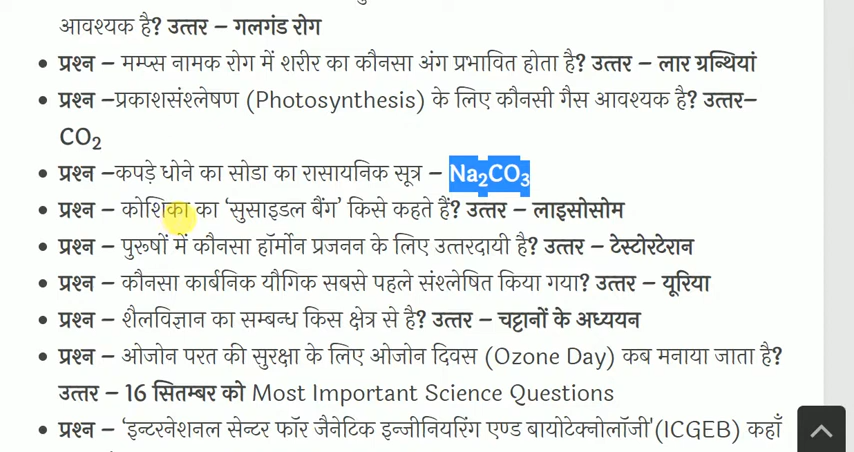 आवश्यक है? उत्तर – गलगंड रोग
• प्रश्न – मम्प्स नामक रोग में शरीर का कौनसा अंग प्रभावित होता है? उत्तर – लार ग्रन्थियां
• प्रश्न –प्रकाशसंश्लेषण (Photosynthesis) के लिए कौनसी गैस आवश्यक है? उत्तर–
CO₂
• प्रश्न –कपड़े धोने का सोडा का रासायनिक सूत्र – Na₂CO₃
• प्रश्न – कोशिका का ‘सुसाइडल बैंग’ किसे कहते हैं? उत्तर – लाइसोसोम
• प्रश्न – पुरूषों में कौनसा हॉर्मोन प्रजनन के लिए उत्तरदायी है? उत्तर – टेस्टोरटेरान
• प्रश्न – कौनसा कार्बनिक यौगिक सबसे पहले संश्लेषित किया गया? उत्तर – यूरिया
• प्रश्न – शैलविज्ञान का सम्बन्ध किस क्षेत्र से है? उत्तर – चट्टानों के अध्ययन
• प्रश्न – ओजोन परत की सुरक्षा के लिए ओजोन दिवस (Ozone Day) कब मनाया जाता है?
उत्तर – 16 सितम्बर को Most Important Science Questions
• प्रश्न – ‘इन्टरनेशनल सेन्टर फॉर जैनेटिक इन्जीनियरिंग एण्ड बायोटेक्नोलॉजी'(ICGEB) कहाँ